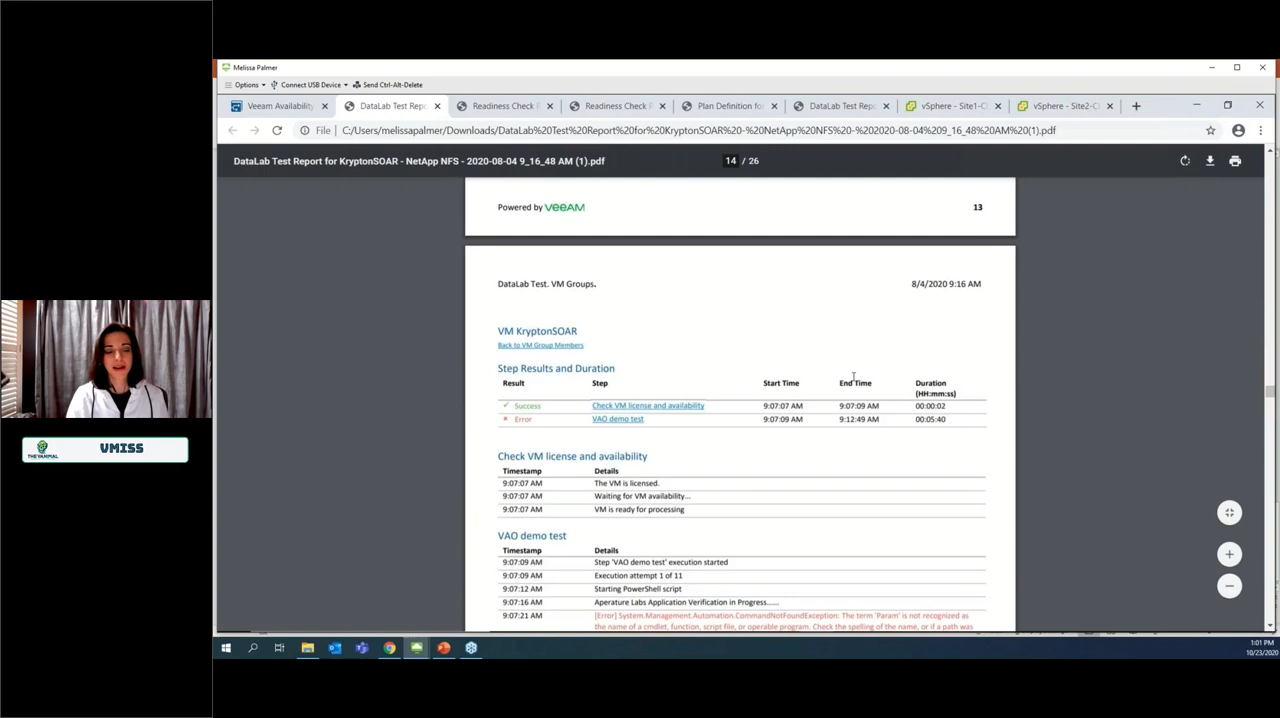 Melissa Palmer
Options Connect USB Device Send Ctrl-Alt-Delete
Veeam Availability DataLab Test Repo Readiness Check R Readiness Check R Plan Definition for DataLab Test Repo vSphere - Site1-C vSphere - Site2-C
File C:/Users/melissapalmer/Downloads/DataLab%20Test%20Report%20for%20KryptonSOAR%20-%20NetApp%20NFS%20-%202020-08-04%209_16_48%20AM%20(1).pdf
DataLab Test Report for KryptonSOAR - NetApp NFS - 2020-08-04 9_16_48 AM (1).pdf 14 / 26
Powered by veeAM 13
DataLab Test. VM Groups. 8/4/2020 9:16 AM
VM KryptonSOAR
Back to VM Group Members
Step Results and Duration
Result Step Start Time End Time Duration
(HH:mm:ss)
Success Check VM license and availability 9:07:07 AM 9:07:09 AM 00:00:02
Error VAO demo test 9:07:09 AM 9:12:49 AM 00:05:40
Check VM license and availability
Timestamp Details
9:07:07 AM The VM is licensed.
9:07:07 AM Waiting for VM availability...
9:07:07 AM VM is ready for processing
VAO demo test
Timestamp Details
9:07:09 AM Step 'VAO demo test' execution started
9:07:09 AM Execution attempt 1 of 11
9:07:12 AM Starting PowerShell script
9:07:16 AM Aperature Labs Application Verification in Progress......
9:07:21 AM [Error] System.Management.Automation.CommandNotFoundException: The term 'Param' is not recognized as
the name of a cmdlet, function, script file, or operable program. Check the spelling of the name, or if a path was
THEVANIMAL VMISS
1:01 PM
10/23/2020